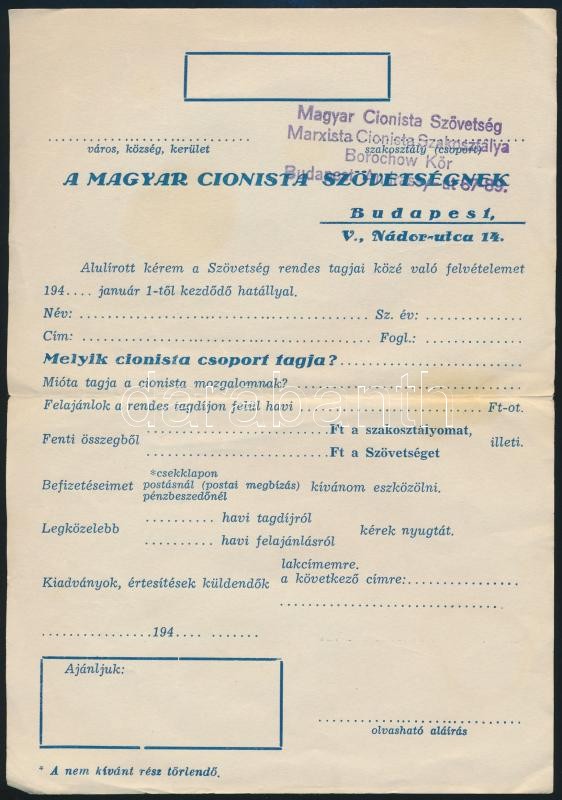 Magyar Cionista Szövetség
Marxista Cionista Szakosztálya
Borochow Kör
Budapest,
város, község, kerület
szakosztály (csoport)
A MAGYAR CIONISTA SZÖVETSÉGNEK
Budapest,
V., Nádor-utca 14.
Alulírott kérem a Szövetség rendes tagjai közé való felvételemet
194.... január 1-től kezdődő hatállyal.
Név: Sz. év:
Cím: Fogl.:
Melyik cionista csoport tagja?
Mióta tagja a cionista mozgalomnak?
Felajánlok a rendes tagdíjon felül havi Ft-ot.
Fenti összegből Ft a szakosztályomat, illeti.
Ft a Szövetséget
*csekklapon
Befizetéseimet postásnál (postai megbízás) kívánom eszközölni.
pénzbeszedőnél
Legközelebb .......... havi tagdíjról kérek nyugtát.
.......... havi felajánlásról
lakcímemre.
Kiadványok, értesítések küldendők a következő címre:
194....
Ajánljuk:
olvasható aláírás
* A nem kívánt rész törlendő.
darabanth